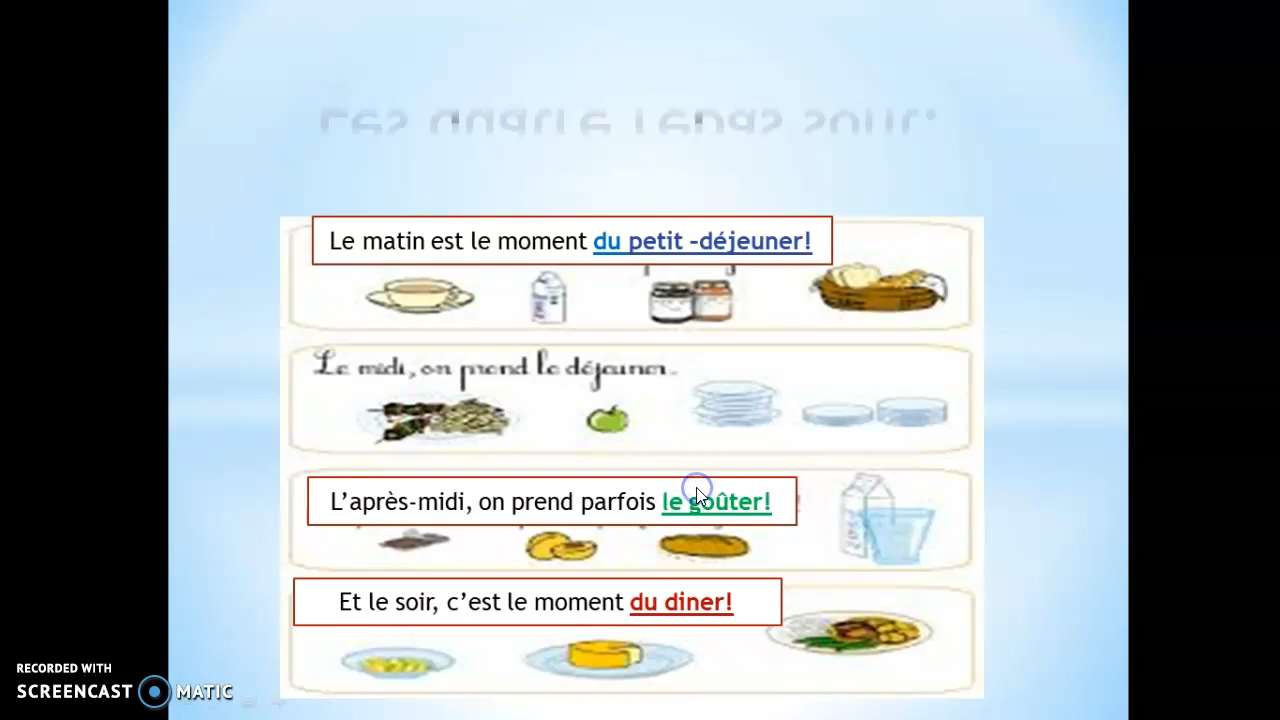 Le matin est le moment du petit -déjeuner!
Le midi, on prend le déjeuner.
L'après-midi, on prend parfois le goûter!
Et le soir, c'est le moment du diner!
RECORDED WITH
SCREENCAST MATIC